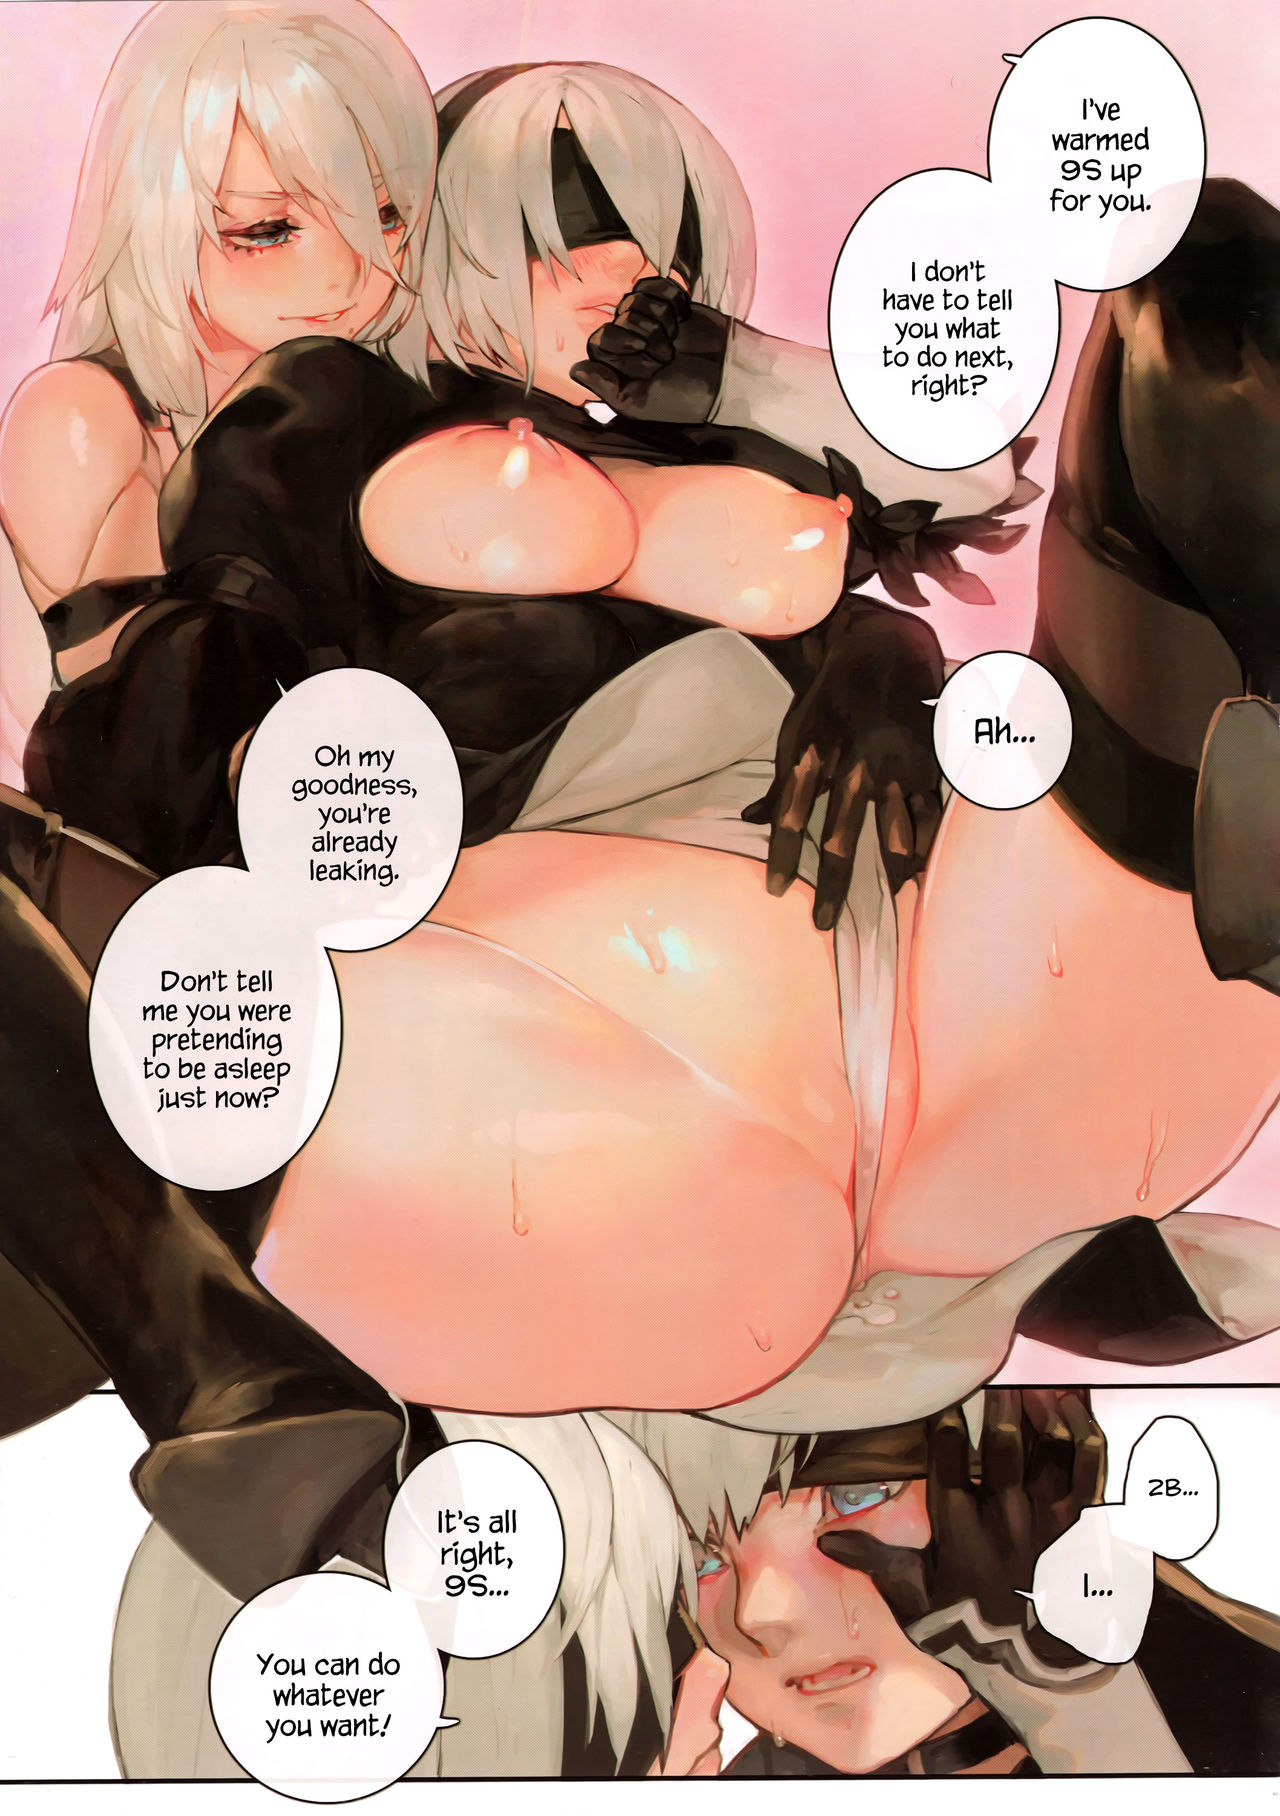 I've
warmed
9S up
for you.
I don't
have to tell
you what
to do next,
right?
Ah...
Oh my
goodness,
you're
already
leaking.
Don't tell
me you were
pretending
to be asleep
just now?
2B...
I...
It's all
right,
9S...
You can do
whatever
you want!